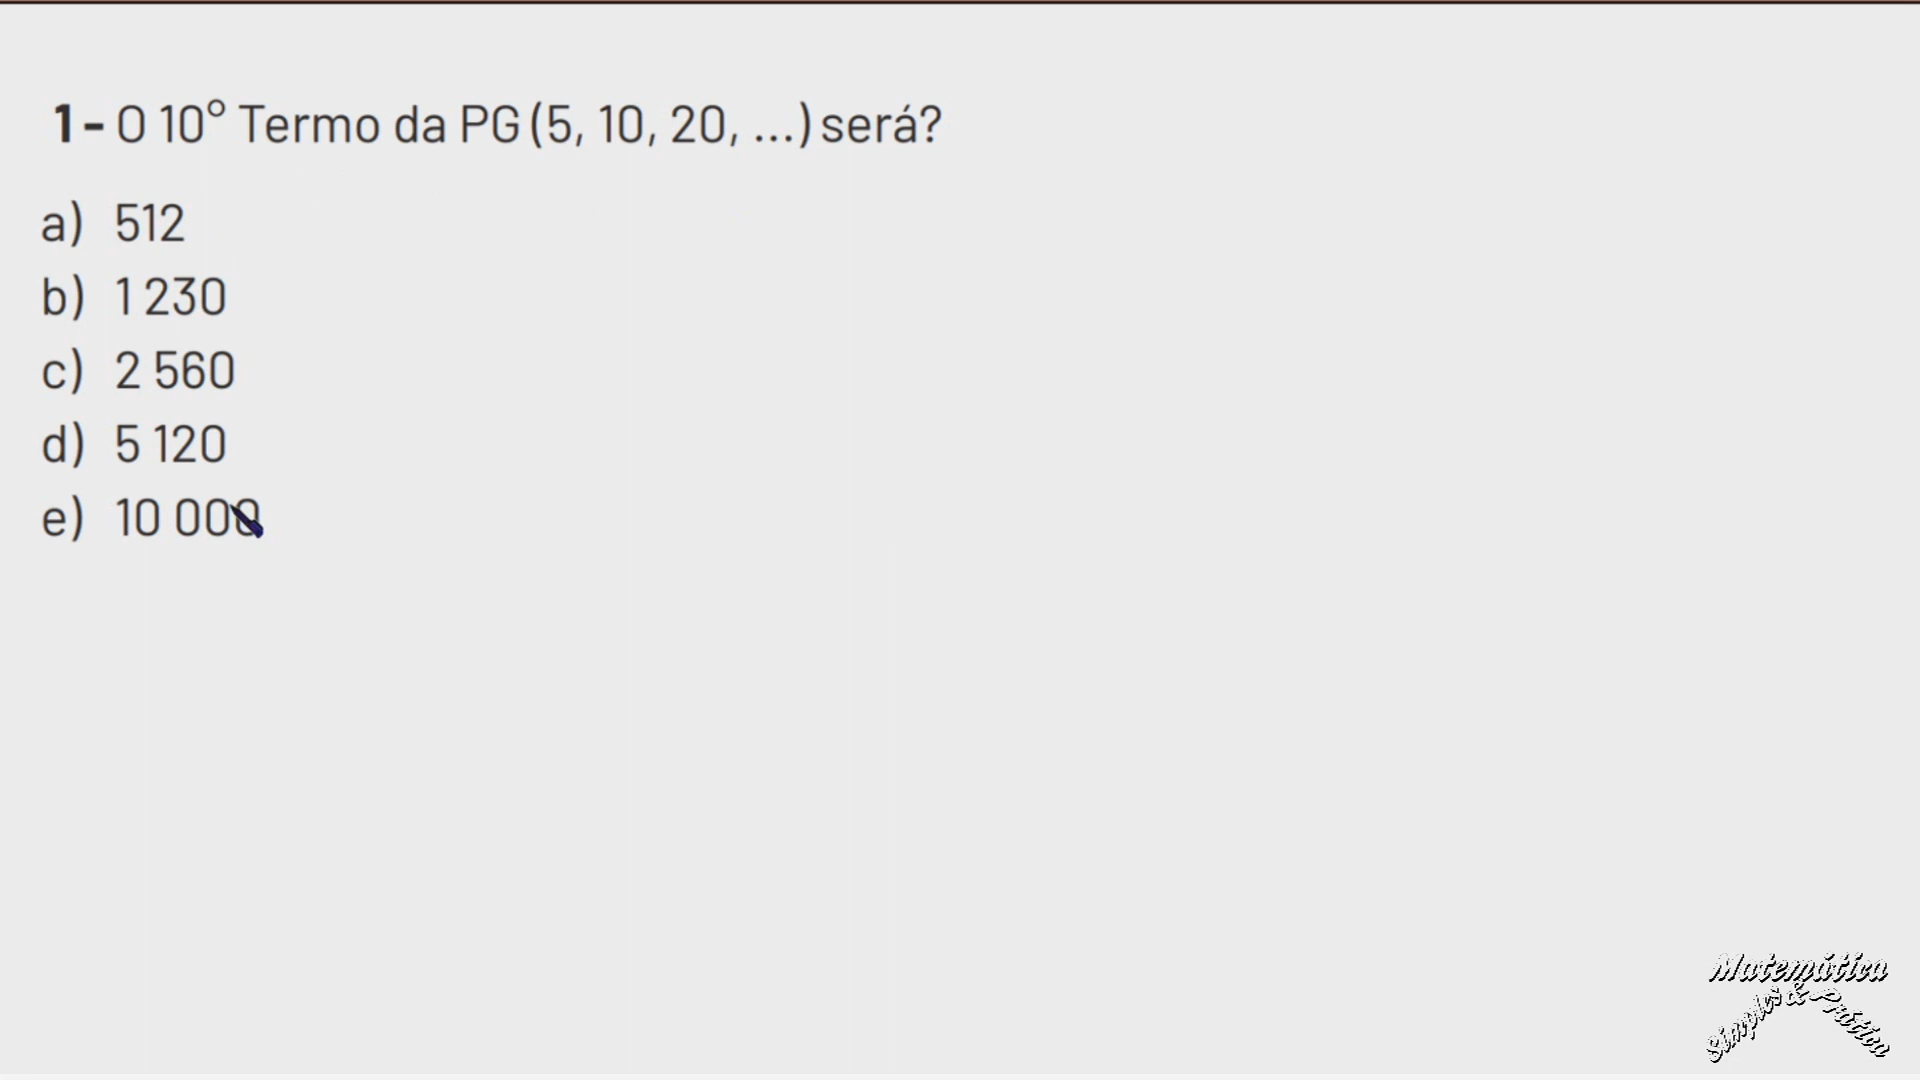 1 - O 10° Termo da PG (5, 10, 20, ...) será?
a) 512
b) 1 230
c) 2 560
d) 5 120
e) 10 000
Matemática
Simples & Prática